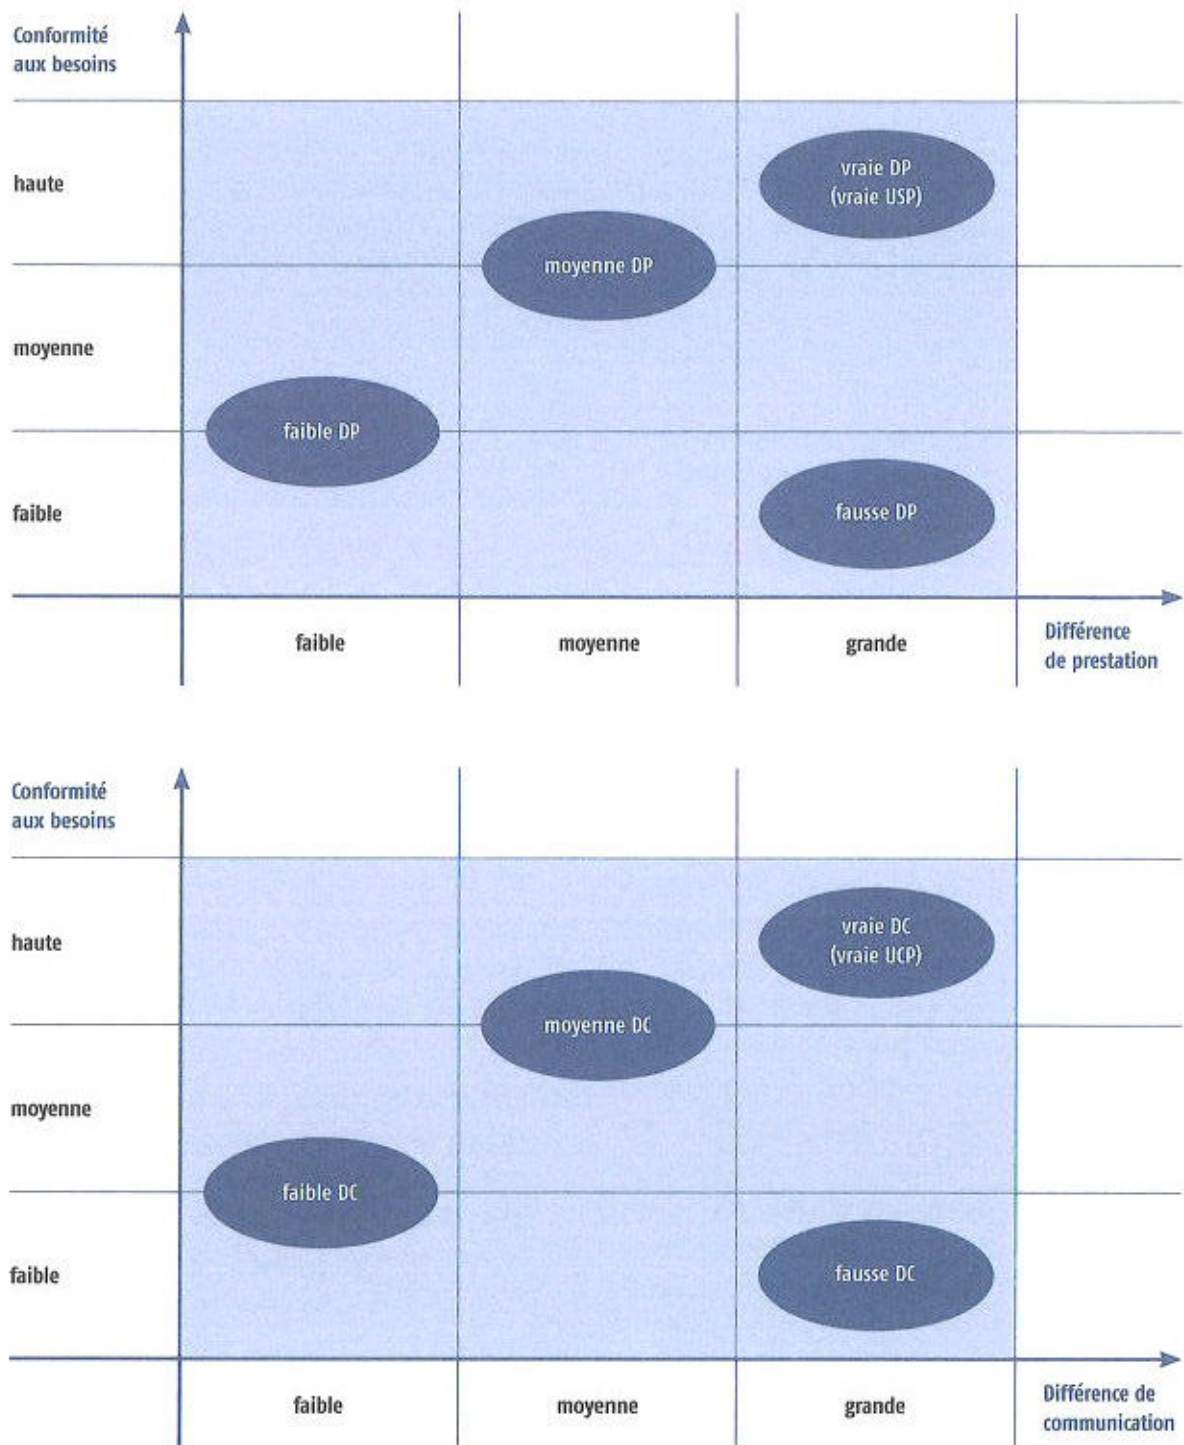 Conformité
aux besoins
haute
vraie DP
(vraie USP)
moyenne DP
moyenne
faible DP
faible
fausse DP
faible
moyenne
grande
Différence
de prestation
Conformité
aux besoins
haute
vraie DC
(vraie UCP)
moyenne DC
moyenne
faible DC
faible
fausse DC
faible
moyenne
grande
Différence de
communication